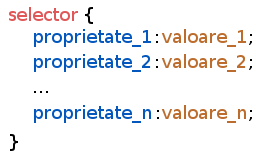 selector {
proprietate_1:valoare_1;
proprietate_2:valoare_2;
...
proprietate_n:valoare_n;
}